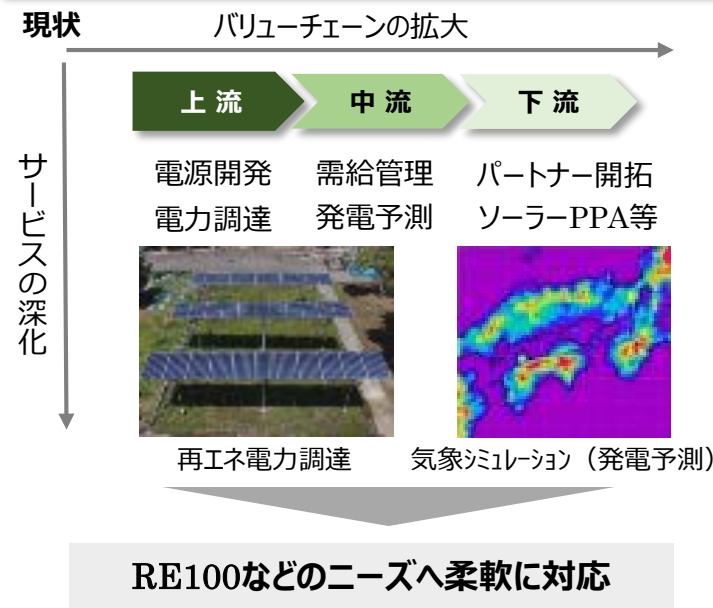 現状
バリューチェーンの拡大
サービスの深化
上 流
中 流
下 流
電源開発
電力調達
需給管理
発電予測
パートナー開拓
ソーラーPPA等
再エネ電力調達
気象ｼﾐｭﾚｰｼｮﾝ（発電予測）
RE100などのニーズへ柔軟に対応